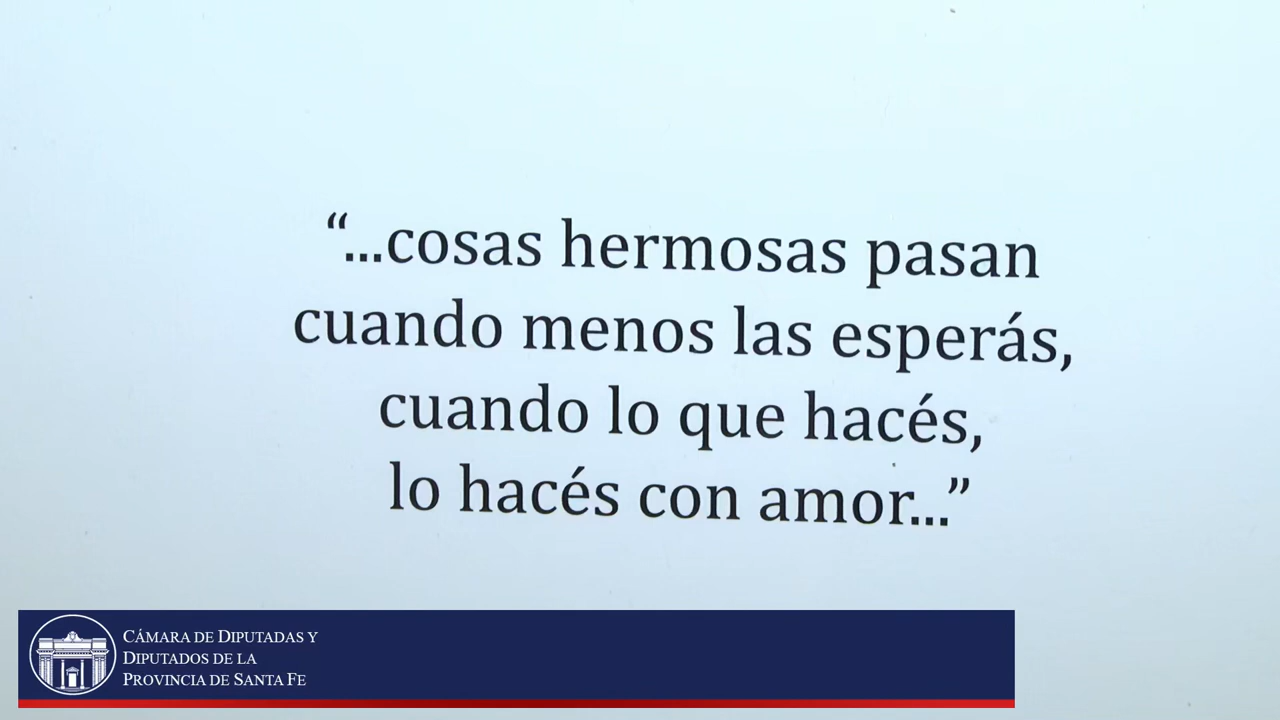 “...cosas hermosas pasan
cuando menos las esperás,
cuando lo que hacés,
lo hacés con amor...”
CÁMARA DE DIPUTADAS Y
DIPUTADOS DE LA
PROVINCIA DE SANTA FE